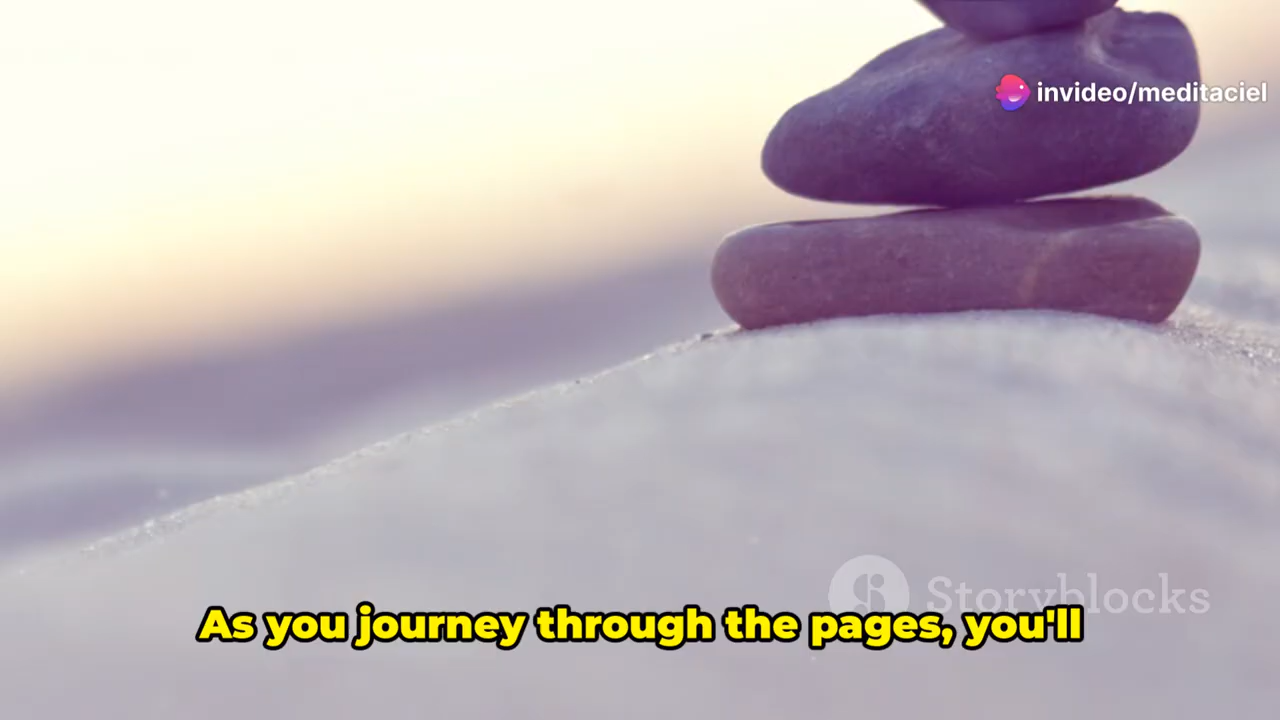 invideo/meditaciel
Storyblocks
As you journey through the pages, you'll